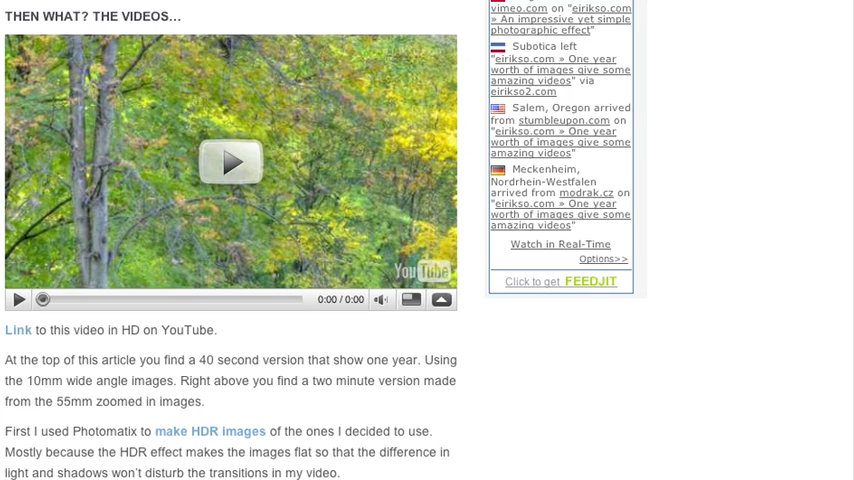 THEN WHAT? THE VIDEOS...
YouTube
0:00 / 0:00
Link to this video in HD on YouTube.
At the top of this article you find a 40 second version that show one year. Using
the 10mm wide angle images. Right above you find a two minute version made
from the 55mm zoomed in images.
First I used Photomatix to make HDR images of the ones I decided to use.
Mostly because the HDR effect makes the images flat so that the difference in
light and shadows won't disturb the transitions in my video.
vimeo.com on "eirikso.com
» An impressive yet simple
photographic effect"
Subotica left
"eirikso.com » One year
worth of images give some
amazing videos" via
eirikso2.com
Salem, Oregon arrived
from stumbleupon.com on
"eirikso.com » One year
worth of images give some
amazing videos"
Meckenheim,
Nordrhein-Westfalen
arrived from modrak.cz on
"eirikso.com » One year
worth of images give some
amazing videos"
Watch in Real-Time
Options>>
Click to get FEEDJIT